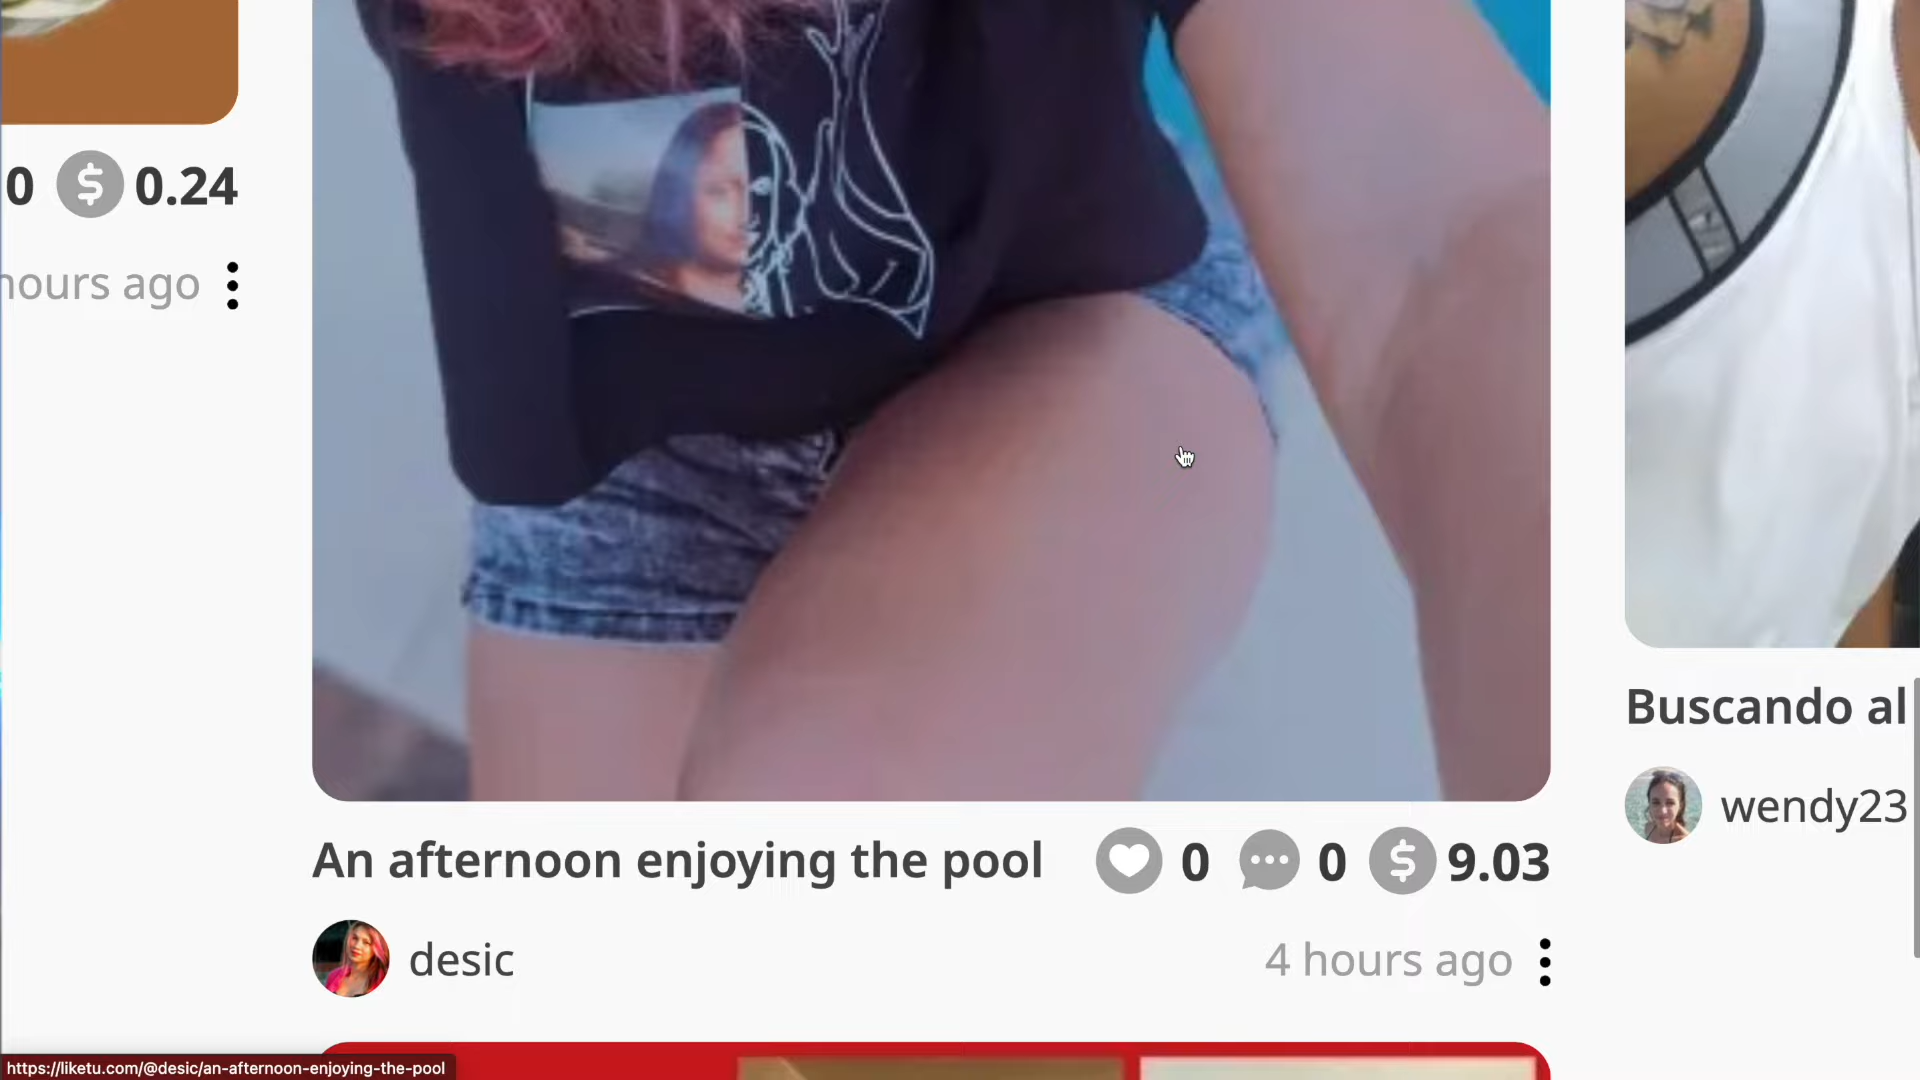 0 0.24
hours ago
An afternoon enjoying the pool 0 0 9.03
desic 4 hours ago
Buscando al
wendy23
https://liketu.com/@desic/an-afternoon-enjoying-the-pool